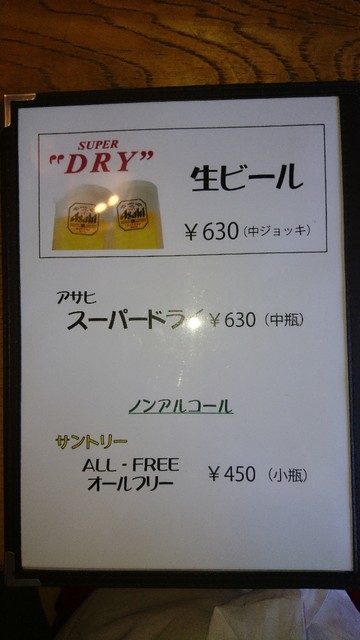 SUPER
"DRY"
Asahi Asahi
生ビール
￥630(中ジョッキ)
アサヒ
スーパードライ ￥630 (中瓶)
ノンアルコール
サントリー
ALL - FREE
オールフリー
￥450 (小瓶)